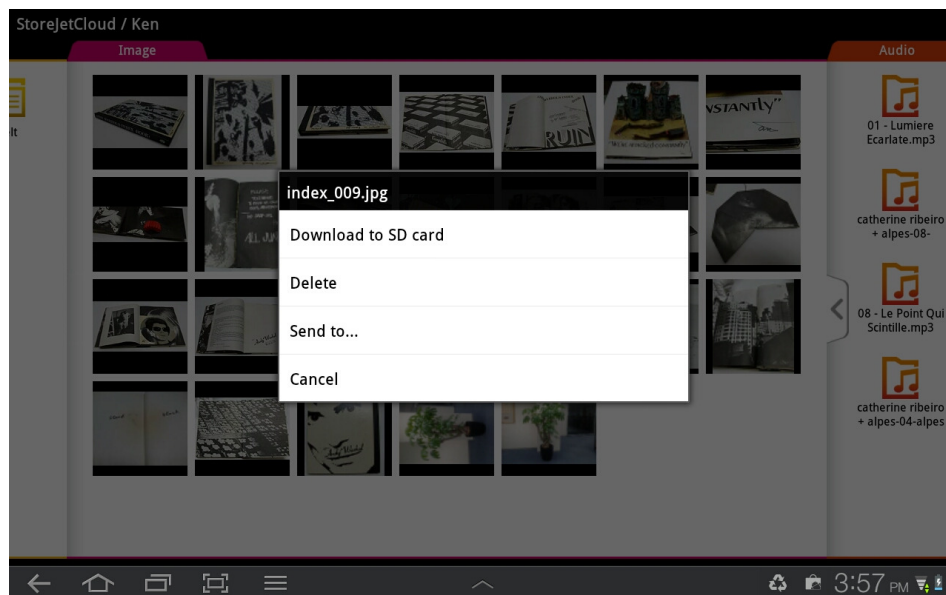 StoreJetCloud / Ken
Image
Audio
01 - Lumiere
Ecarlate.mp3
RUIN
catherine ribeiro
+ alpes-08-
index_009.jpg
Download to SD card
Delete
Send to...
Cancel
08 - Le Point Qui
Scintille.mp3
catherine ribeiro
+ alpes-04-alpes
3:57 PM